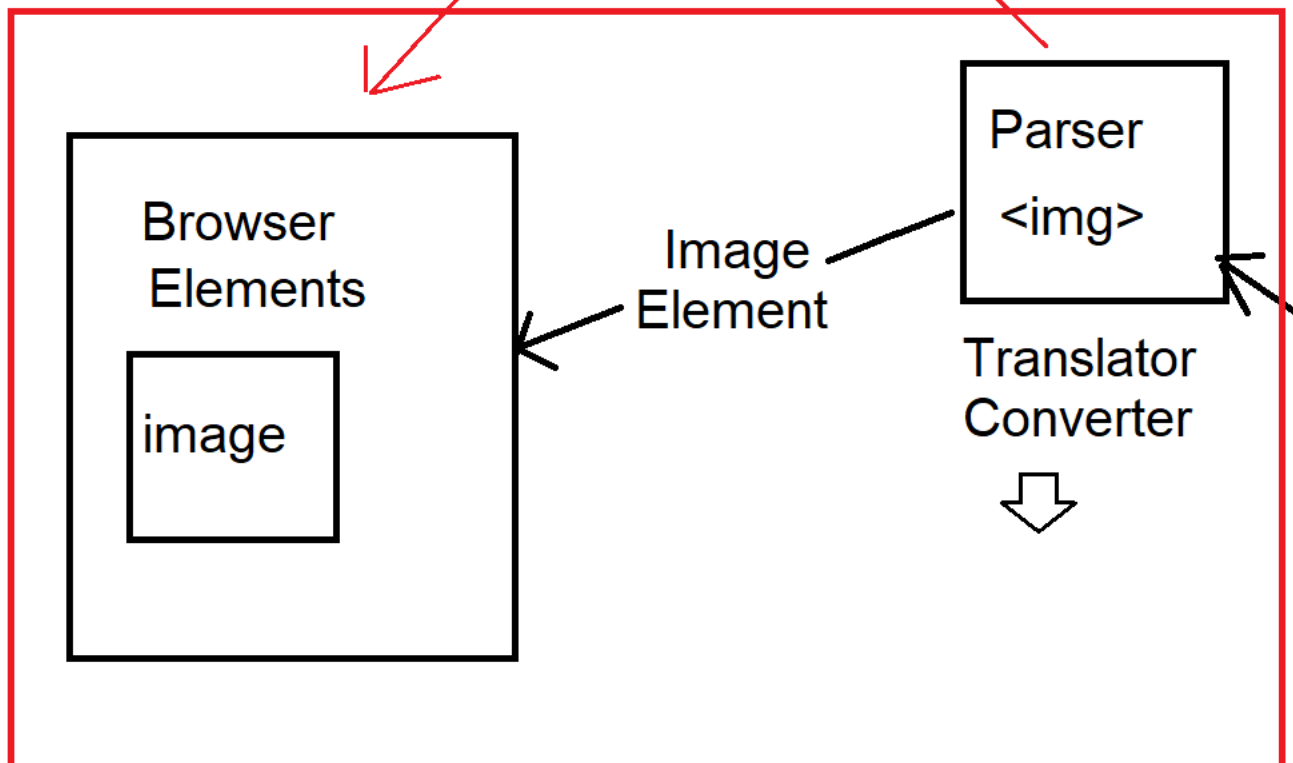 Browser
Elements
image
Image
Element
Parser
<img>
Translator
Converter